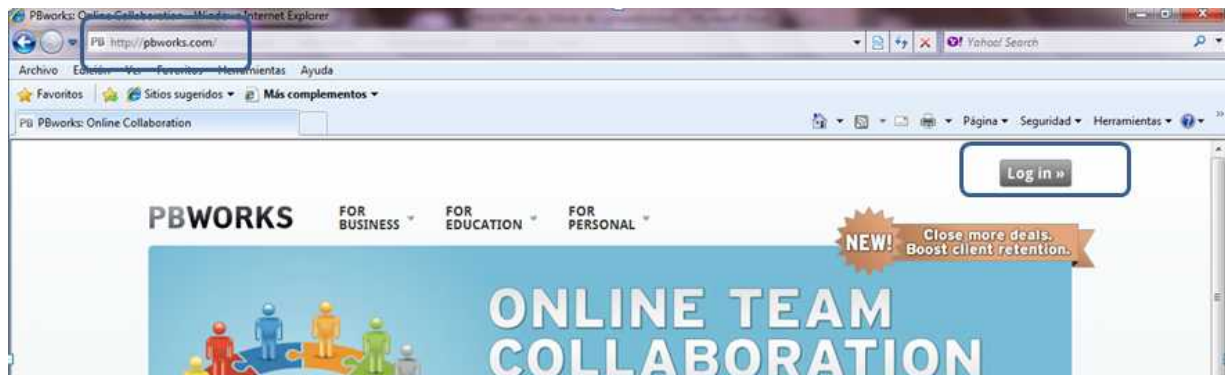 PBworks: Online Collaboration - Windows Internet Explorer
PB http://pbworks.com/
Yahoo! Search
Archivo Edición Ver Favoritos Herramientas Ayuda
Favoritos Sitios sugeridos Más complementos
PB PBworks: Online Collaboration
Página Seguridad Herramientas
Log in »
PBWORKS
FOR BUSINESS
FOR EDUCATION
FOR PERSONAL
NEW!
Close more deals.
Boost client retention.
ONLINE TEAM
COLLABORATION